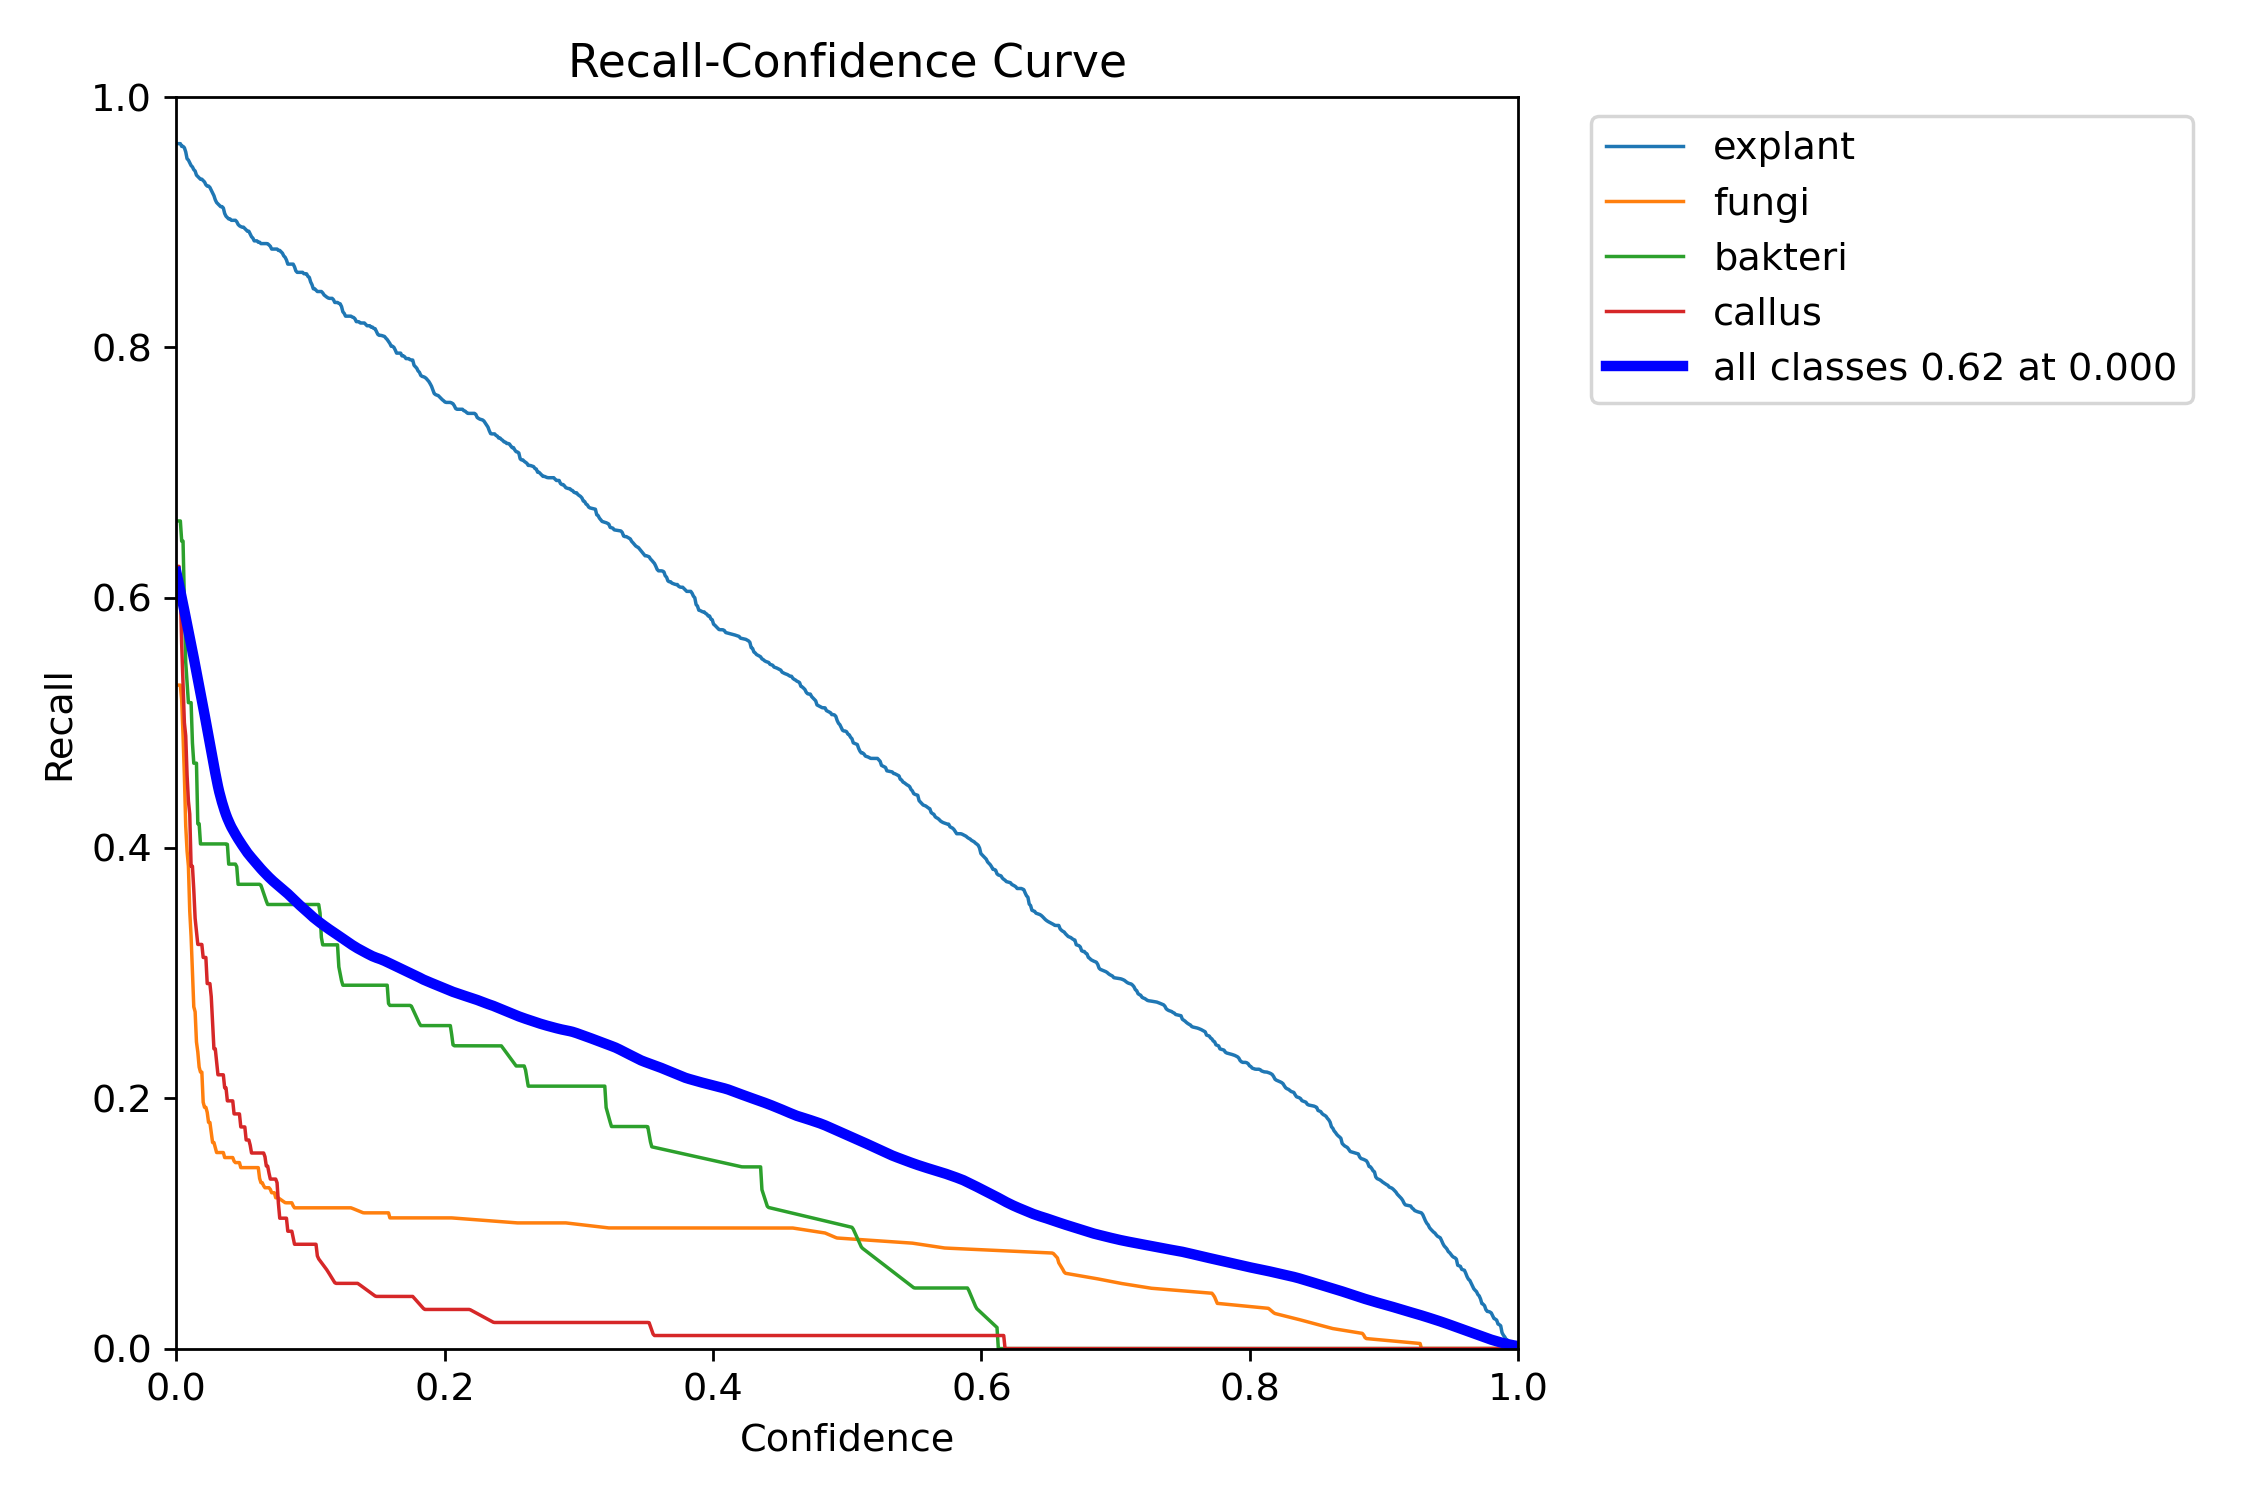 Recall-Confidence Curve
1.0
0.8
0.6
0.4
0.2
0.0
Recall
0.0 0.2 0.4 0.6 0.8 1.0
Confidence
explant
fungi
bakteri
callus
all classes 0.62 at 0.000